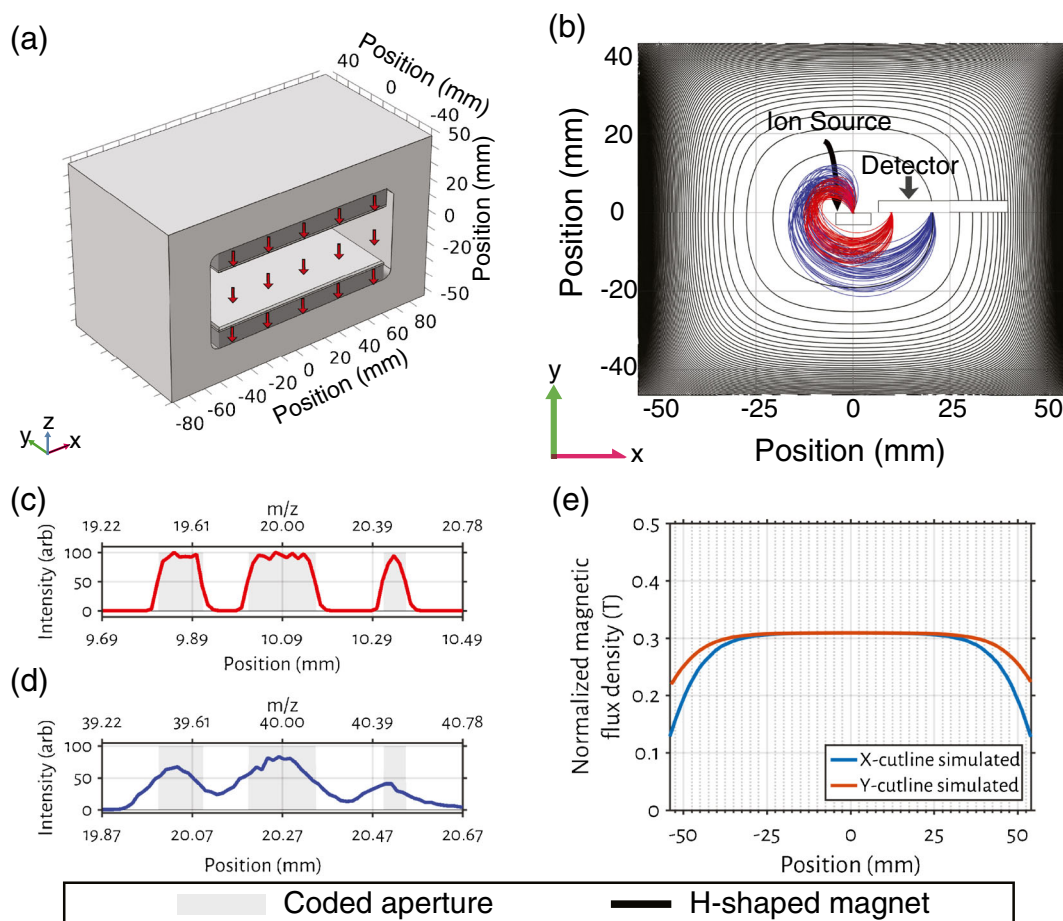 (a)
Position (mm)
40
0
-40
50
20
0
-20
-50
Position (mm)
-80
-60
-40
-20
0
20
40
60
80
Position (mm)
y
z
x
(b)
Position (mm)
40
20
0
-20
-40
Ion Source
Detector
-50 -25 0 25 50
Position (mm)
y
x
(c)
m/z
19.22 19.61 20.00 20.39 20.78
Intensity (arb)
100
50
0
9.69 9.89 10.09 10.29 10.49
Position (mm)
(d)
m/z
39.22 39.61 40.00 40.39 40.78
Intensity (arb)
100
50
0
19.87 20.07 20.27 20.47 20.67
Position (mm)
(e)
Normalized magnetic
flux density (T)
0.5
0.4
0.3
0.2
0.1
0
X-cutline simulated
Y-cutline simulated
-50 -25 0 25 50
Position (mm)
Coded aperture H-shaped magnet